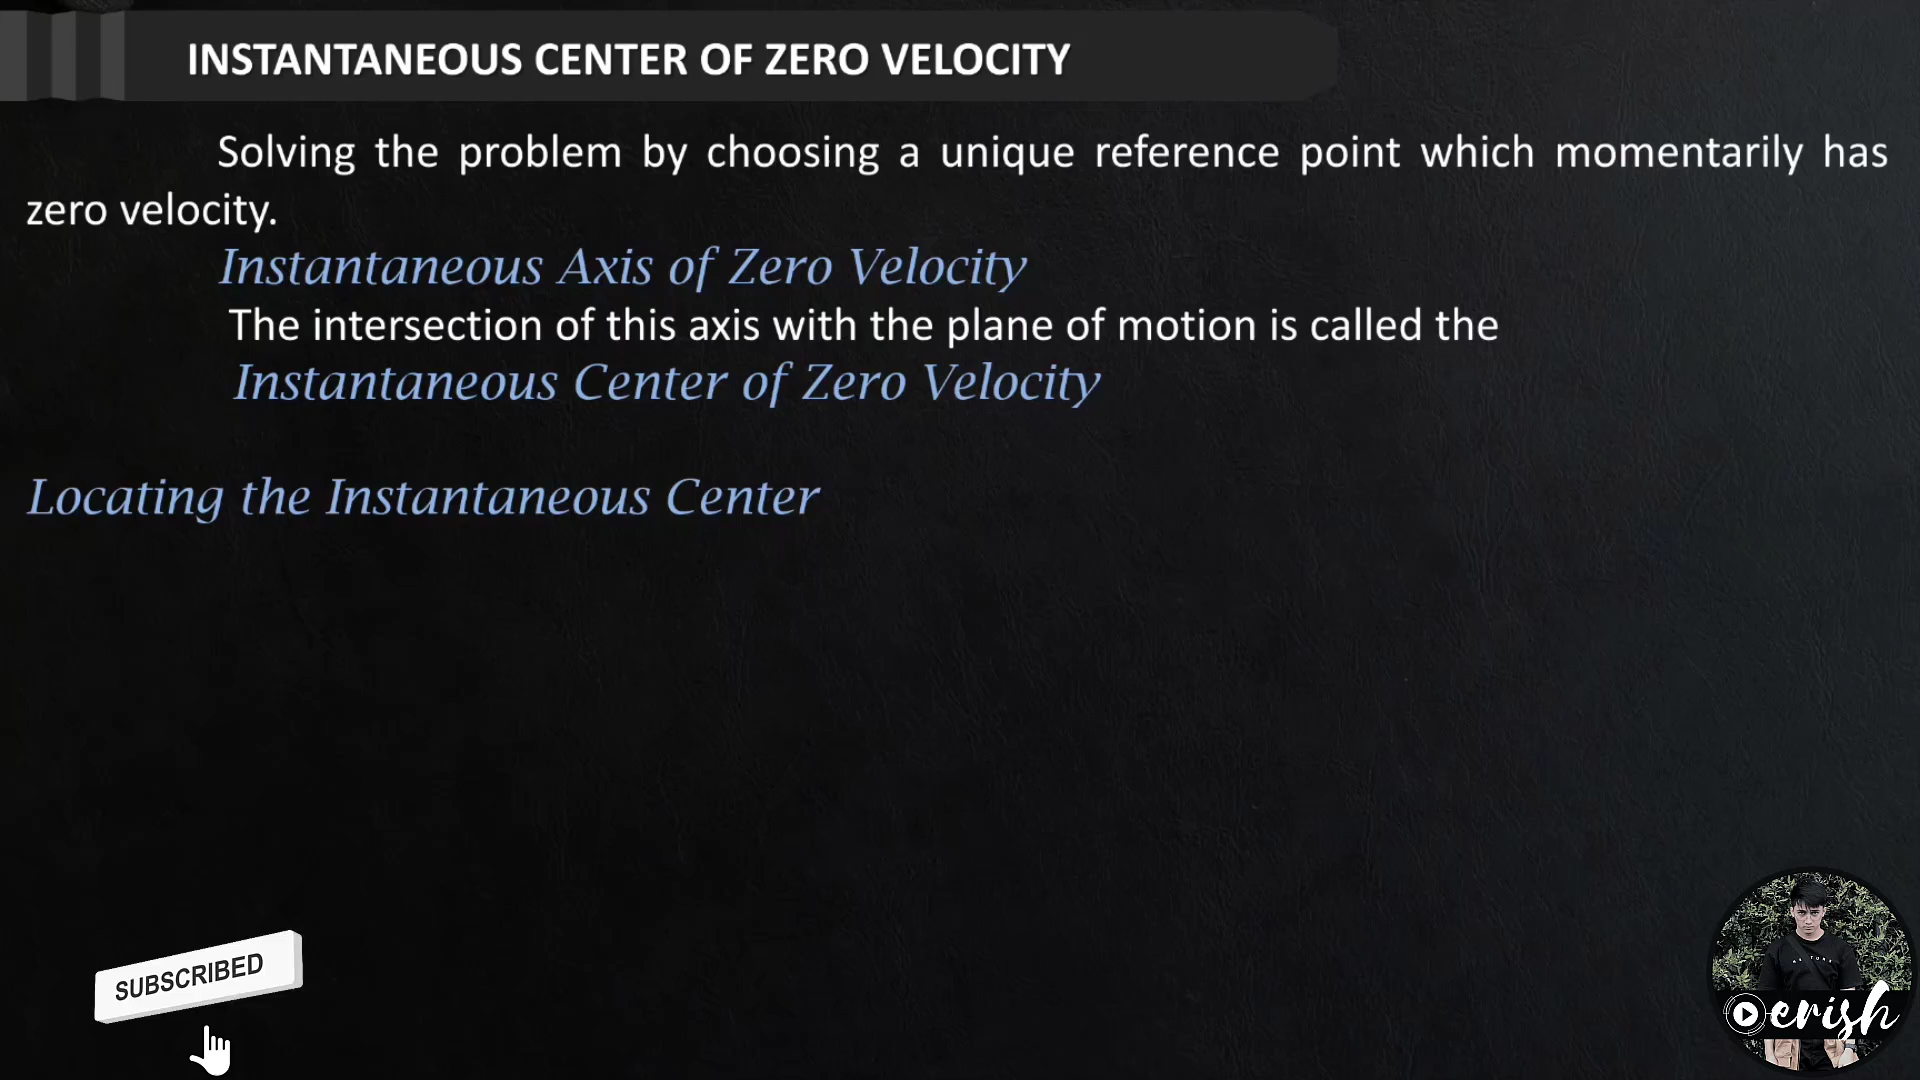 INSTANTANEOUS CENTER OF ZERO VELOCITY
Solving the problem by choosing a unique reference point which momentarily has
zero velocity.
Instantaneous Axis of Zero Velocity
The intersection of this axis with the plane of motion is called the
Instantaneous Center of Zero Velocity
Locating the Instantaneous Center
SUBSCRIBED
erish